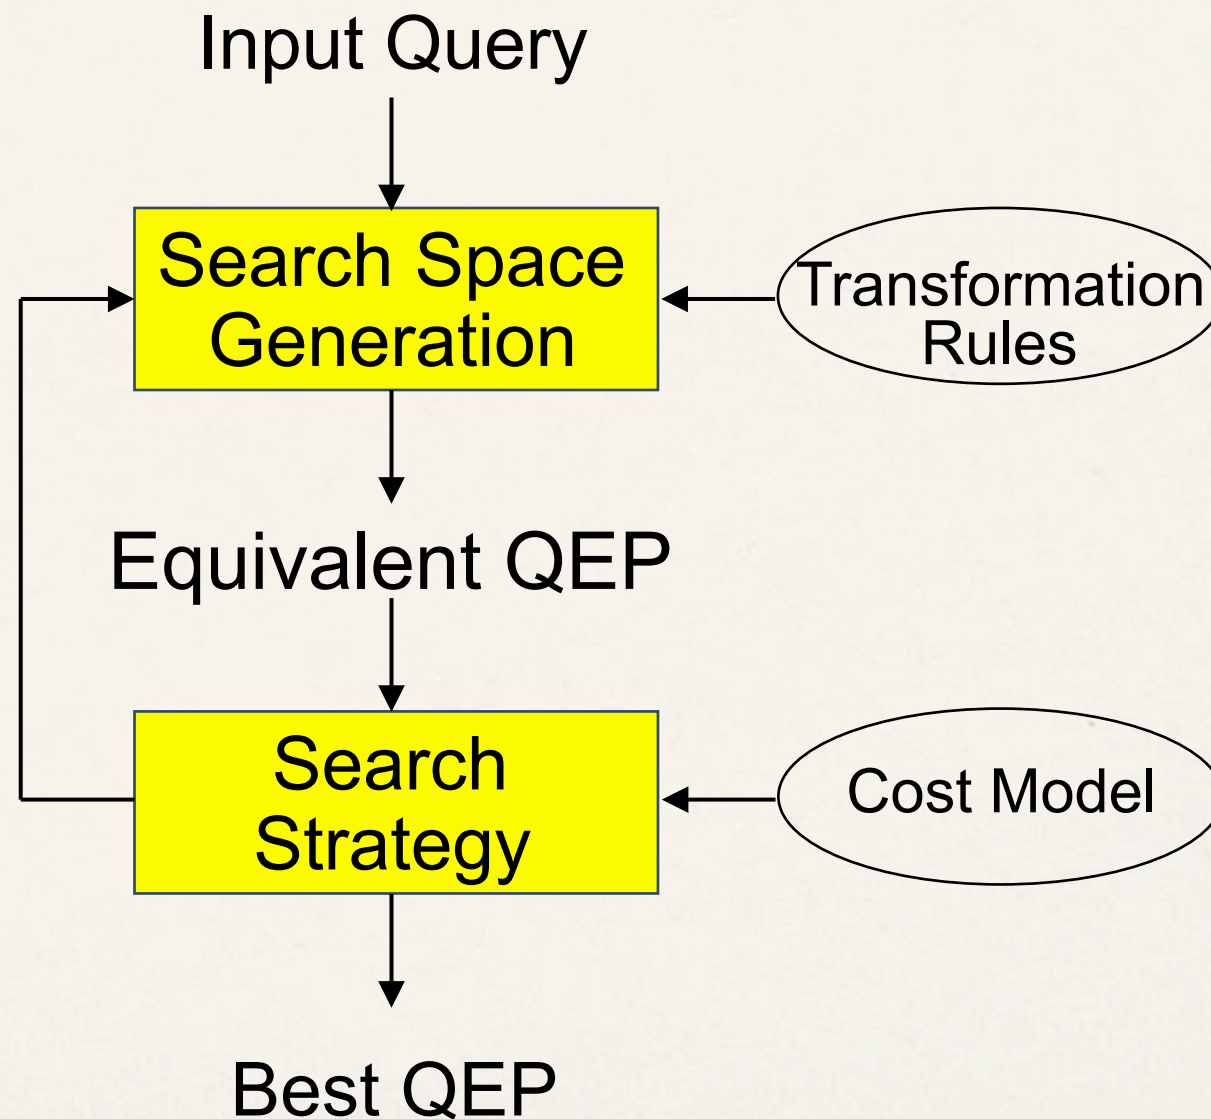 Input Query
Search Space
Generation
Transformation
Rules
Equivalent QEP
Search
Strategy
Cost Model
Best QEP